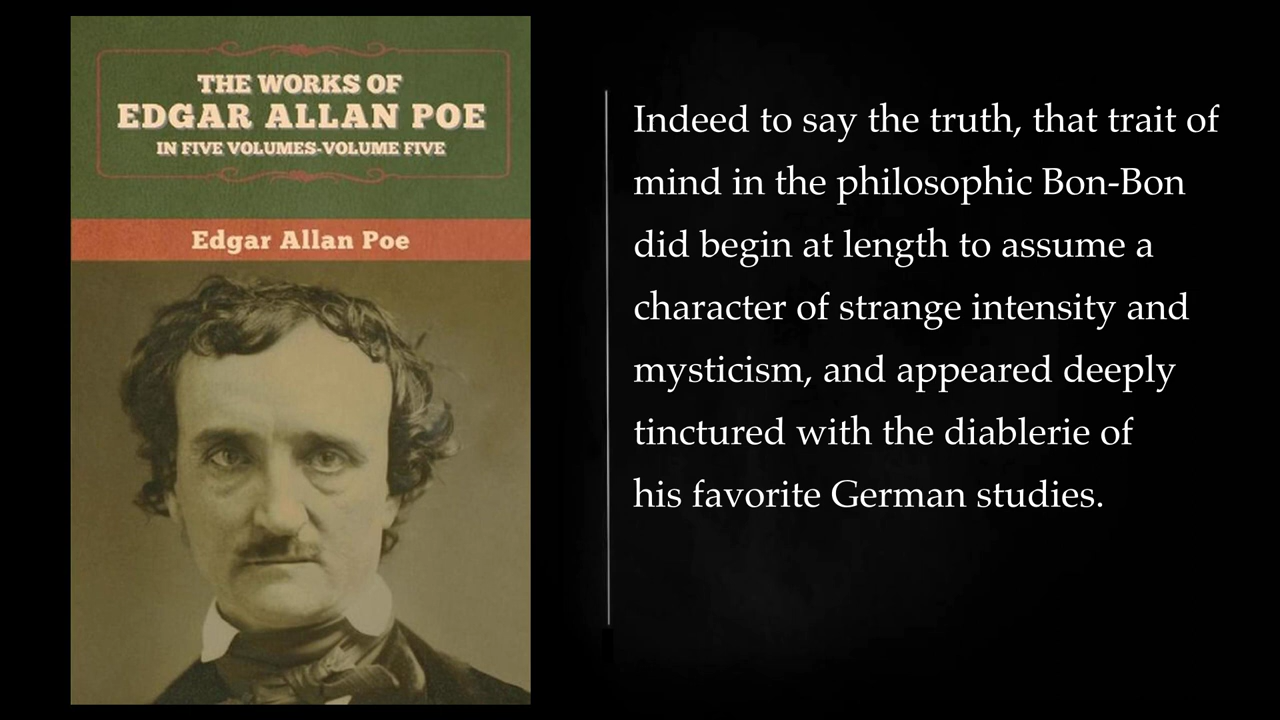 THE WORKS OF
EDGAR ALLAN POE
IN FIVE VOLUMES-VOLUME FIVE
Edgar Allan Poe
Indeed to say the truth, that trait of
mind in the philosophic Bon-Bon
did begin at length to assume a
character of strange intensity and
mysticism, and appeared deeply
tinctured with the diablerie of
his favorite German studies.